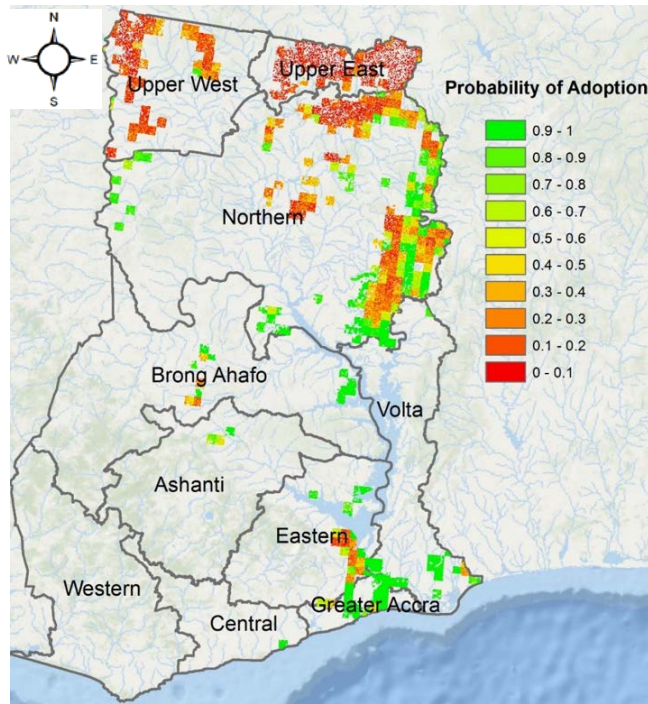 N
W
E
S
Upper West
Upper East
Probability of Adoption
0.9 - 1
0.8 - 0.9
0.7 - 0.8
0.6 - 0.7
0.5 - 0.6
0.4 - 0.5
0.3 - 0.4
0.2 - 0.3
0.1 - 0.2
0 - 0.1
Northern
Brong Ahafo
Volta
Ashanti
Eastern
Western
Greater Accra
Central